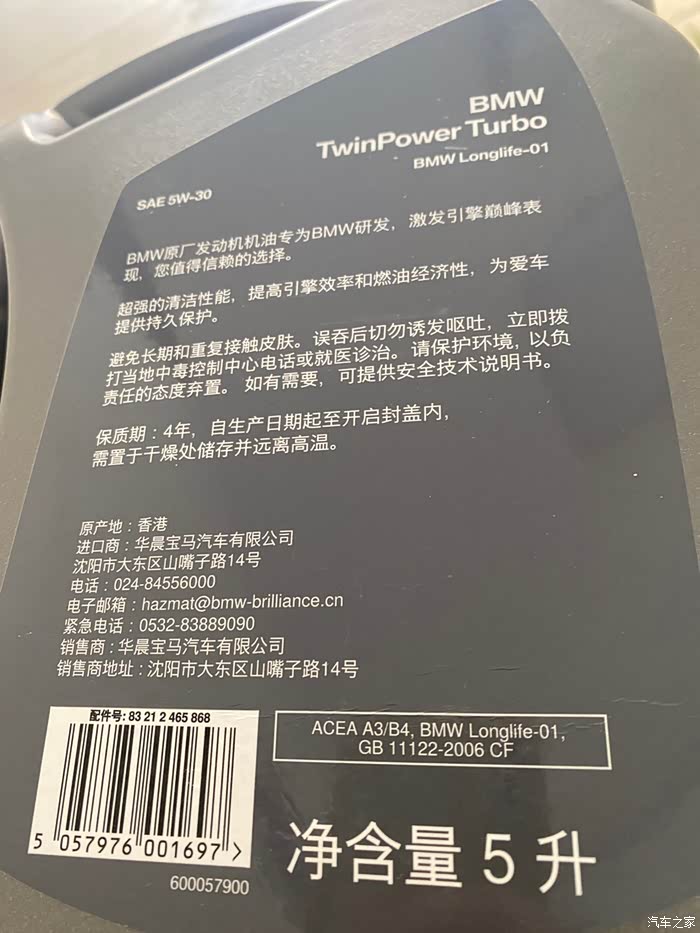 BMW
TwinPower Turbo
BMW Longlife-01
SAE 5W-30
BMW原厂发动机机油专为BMW研发，激发引擎巅峰表
现，您值得信赖的选择。
超强的清洁性能，提高引擎效率和燃油经济性，为爱车
提供持久保护。
避免长期和重复接触皮肤。误吞后切勿诱发呕吐，立即拨
打当地中毒控制中心电话或就医诊治。请保护环境，以负
责任的态度弃置。如有需要，可提供安全技术说明书。
保质期：4年，自生产日期起至开启封盖内，
需置于干燥处储存并远离高温。
原产地：香港
进口商：华晨宝马汽车有限公司
沈阳市大东区山嘴子路14号
电话：024-84556000
电子邮箱：hazmat@bmw-brilliance.cn
紧急电话：0532-83889090
销售商：华晨宝马汽车有限公司
销售商地址：沈阳市大东区山嘴子路14号
配件号: 83 21 2 465 868
5 057976 001697 >
600057900
ACEA A3/B4, BMW Longlife-01,
GB 11122-2006 CF
净含量 5 升
汽车之家